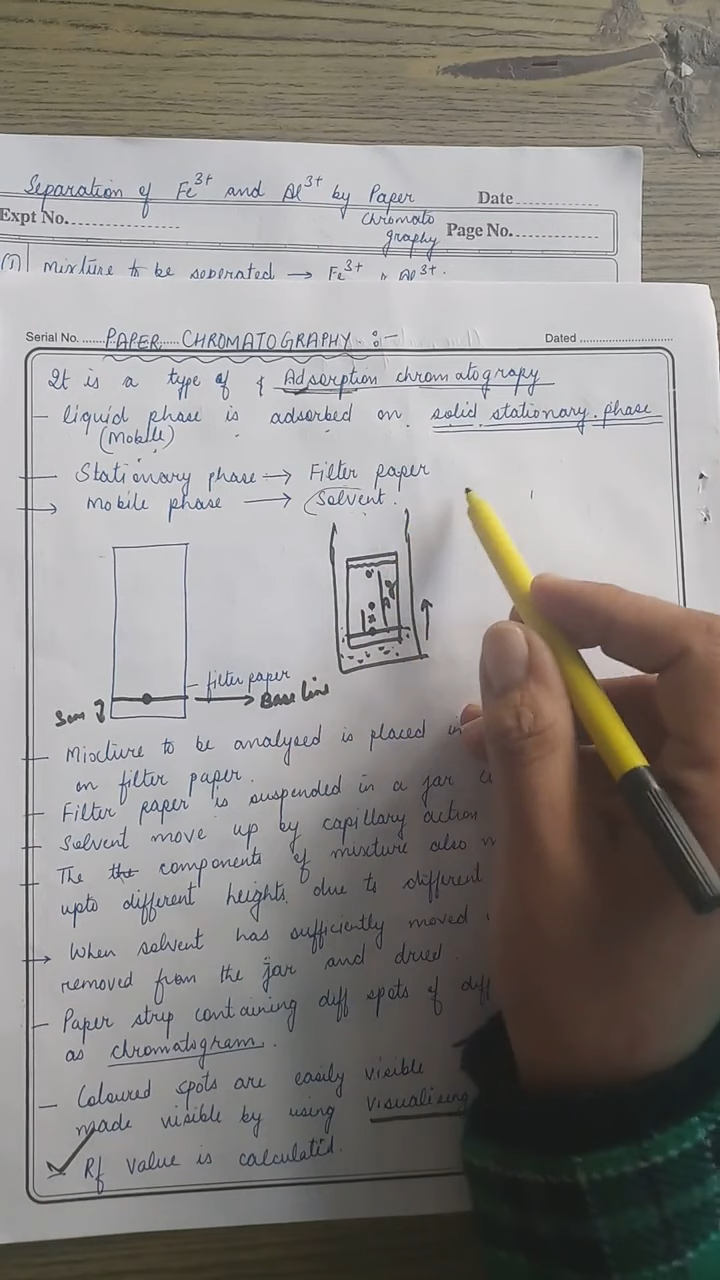 Separation of Fe3+ and Al3+ by Paper
Chromato
graphy
Date
Expt No.
Page No.
(1) Mixture to be seperated → Fe3+ , Al3+.
Serial No. PAPER CHROMATOGRAPHY :-
Dated
It is a type of Adsorption chromatograpy
- liquid phase is adsorbed on solid stationary phase
(Mobile)
- Stationary phase → Filter paper
→ Mobile phase → Solvent.
- filter paper
Base line
- Mixture to be analysed is placed
on filter paper.
- Filter paper is suspended in a jar
- Solvent move up by capillary action
- The components of mixture also
upto different heights due to different
→ When solvent has sufficiently moved
removed from the jar and dried.
- Paper strip containing diff spots of
as chromatogram.
- Coloured spots are easily visible
made visible by using visualising
- Rf value is calculated.